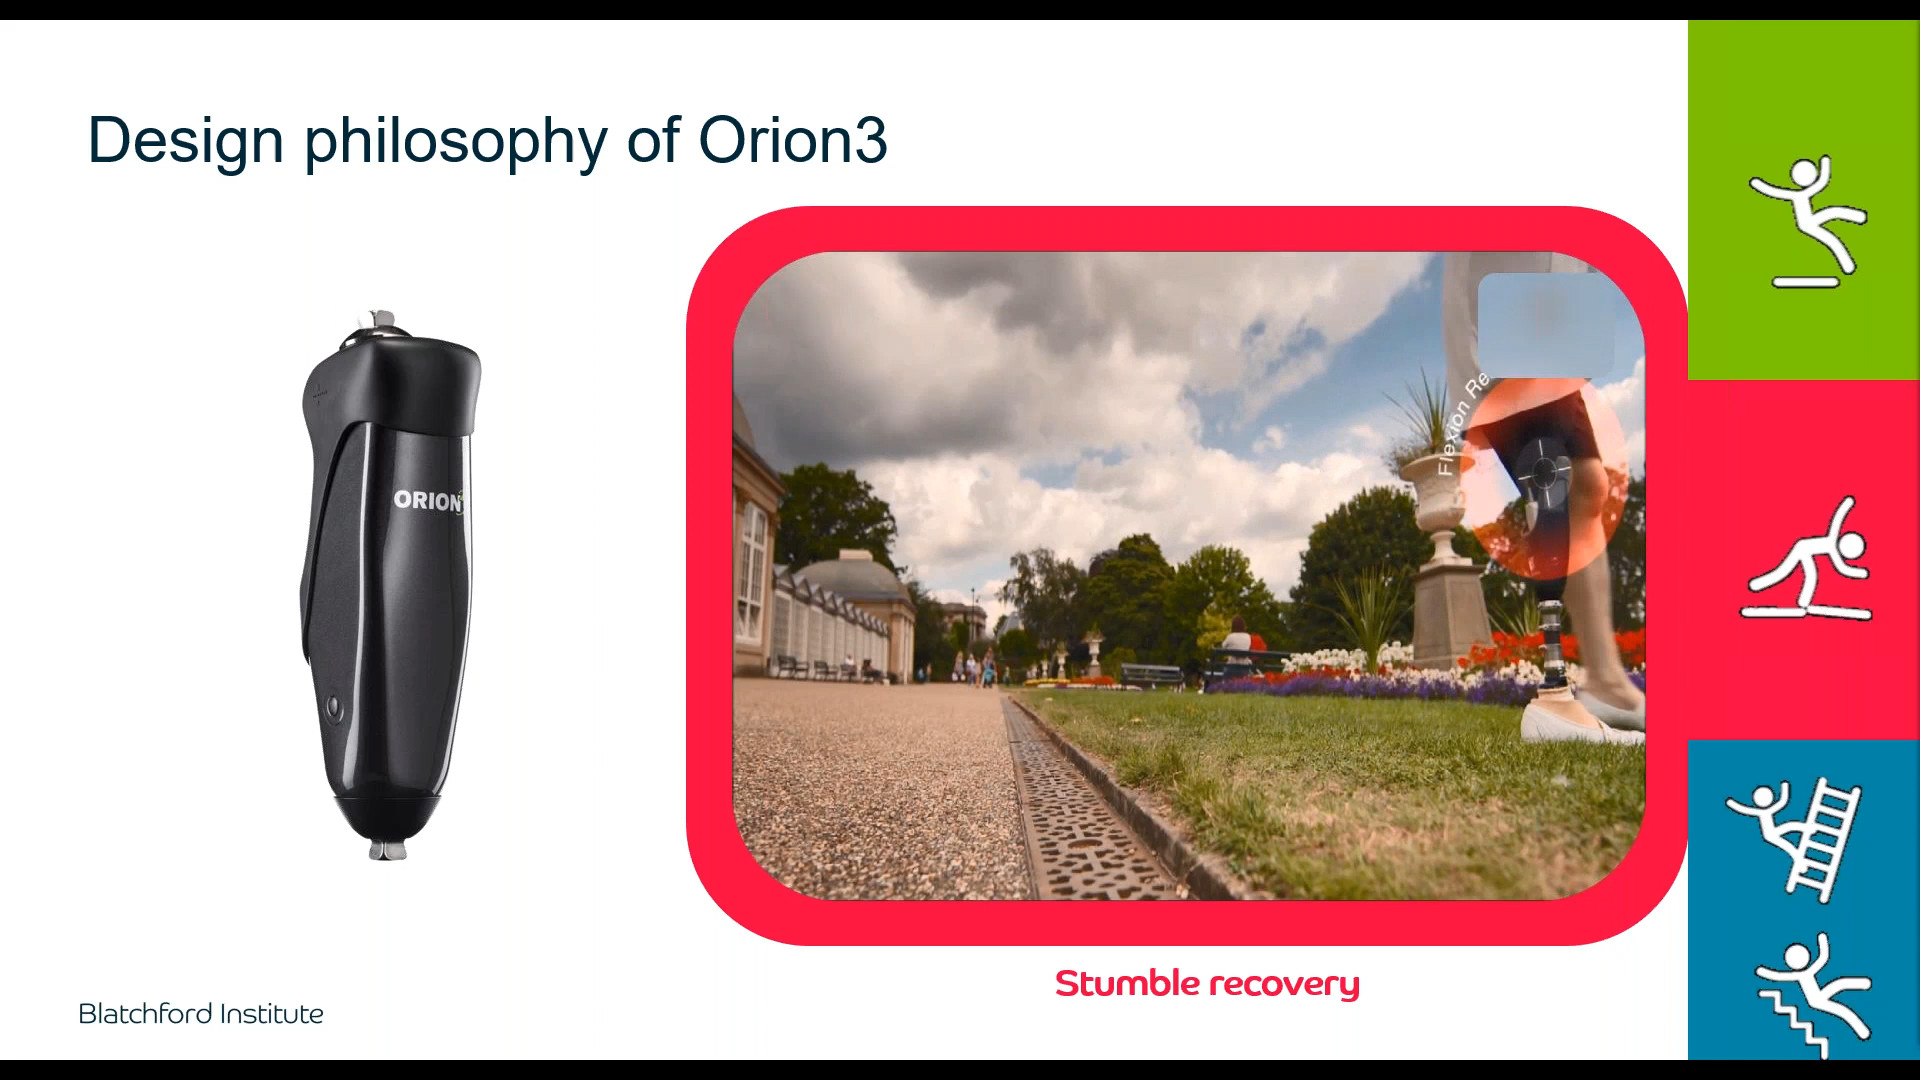 Design philosophy of Orion3
ORION
Flexion Re
Stumble recovery
Blatchford Institute